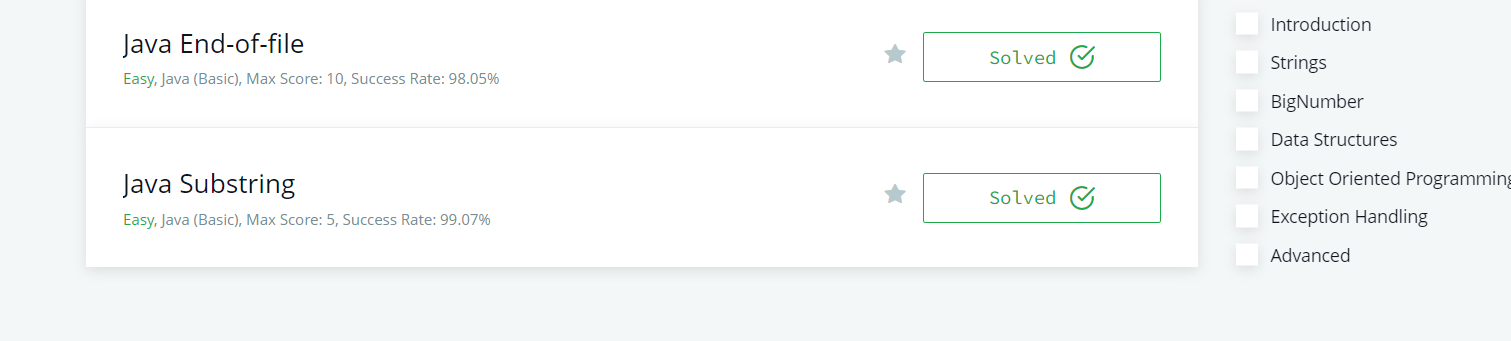 Java End-of-file
Easy, Java (Basic), Max Score: 10, Success Rate: 98.05%
Solved
Java Substring
Easy, Java (Basic), Max Score: 5, Success Rate: 99.07%
Solved
Introduction
Strings
BigNumber
Data Structures
Object Oriented Programming
Exception Handling
Advanced